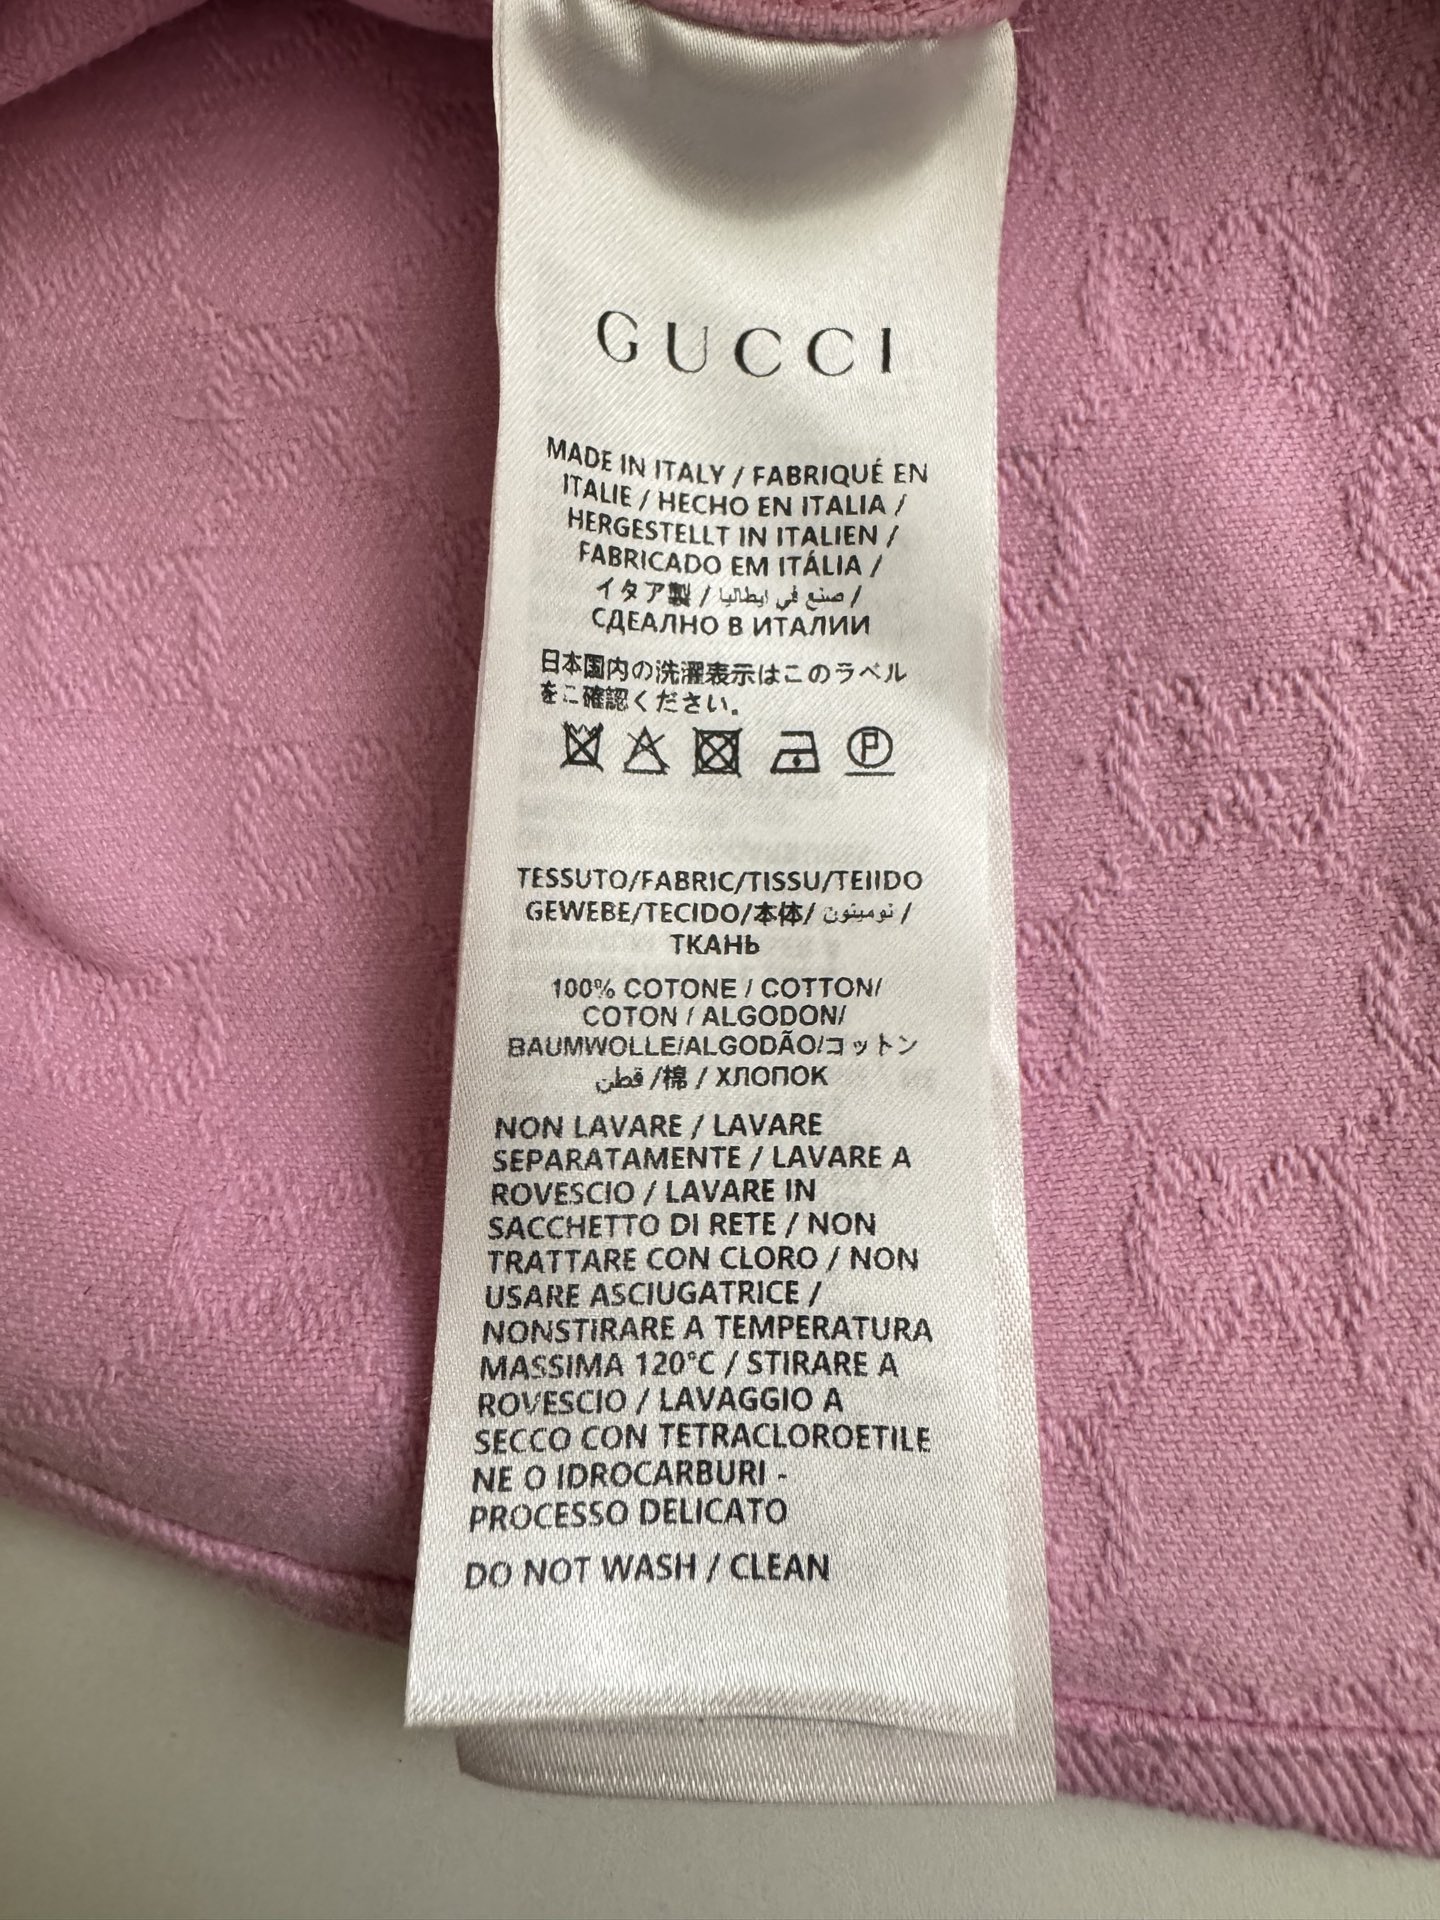 GUCCI
MADE IN ITALY / FABRIQUÉ EN
ITALIE / HECHO EN ITALIA /
HERGESTELLT IN ITALIEN /
FABRICADO EM ITÁLIA /
イタア製 / صنع في ايطاليا /
СДЕАЛНО В ИТАЛИИ
日本国内の洗濯表示はこのラベル
をご確認ください。
P
TESSUTO/FABRIC/TISSU/TEIIDO
GEWEBE/TECIDO/本体/ نومينون /
ТКАНЬ
100% COTONE / COTTON/
COTON / ALGODON/
BAUMWOLLE/ALGODÃO/コットン
قطن /棉 / ХЛОПОК
NON LAVARE / LAVARE
SEPARATAMENTE / LAVARE A
ROVESCIO / LAVARE IN
SACCHETTO DI RETE / NON
TRATTARE CON CLORO / NON
USARE ASCIUGATRICE /
NONSTIRARE A TEMPERATURA
MASSIMA 120°C / STIRARE A
ROVESCIO / LAVAGGIO A
SECCO CON TETRACLOROETILE
NE O IDROCARBURI -
PROCESSO DELICATO
DO NOT WASH / CLEAN